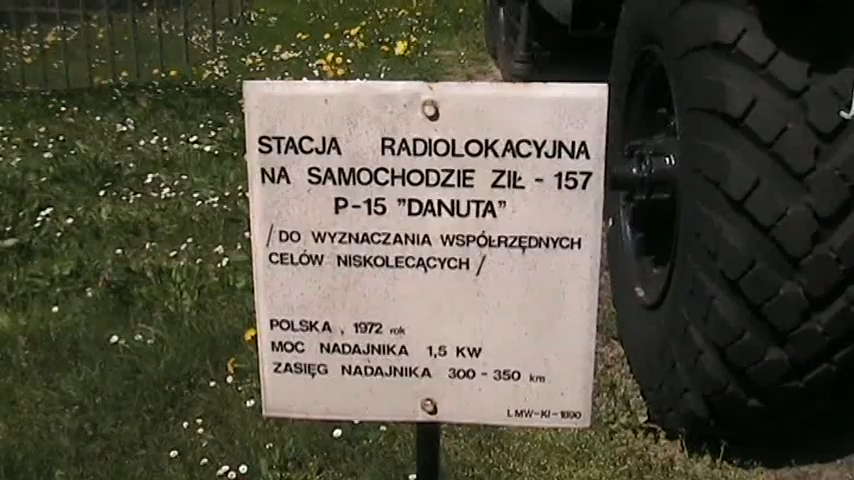 STACJA RADIOLOKACYJNA
NA SAMOCHODZIE ZIŁ - 157
P-15 "DANUTA"
/DO WYZNACZANIA WSPÓŁRZĘDNYCH
CELÓW NISKOLECĄCYCH/
POLSKA, 1972 rok
MOC NADAJNIKA 1,5 KW
ZASIĘG NADAJNIKA 300 - 350 km
LMW-KI-1890